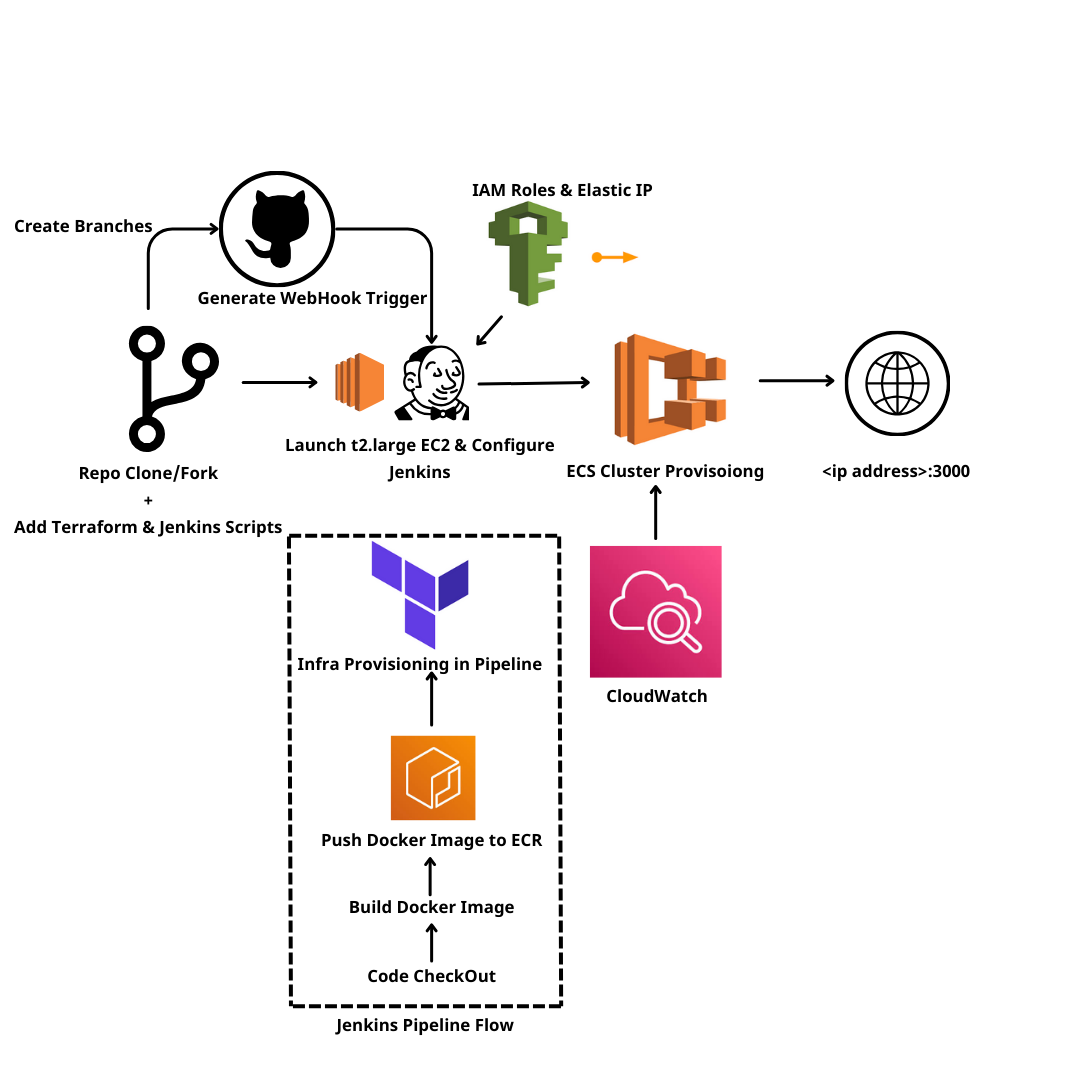 IAM Roles & Elastic IP
Create Branches
Generate WebHook Trigger
Launch t2.large EC2 & Configure
Jenkins
Repo Clone/Fork
+
Add Terraform & Jenkins Scripts
ECS Cluster Provisoiong
<ip address>:3000
Infra Provisioning in Pipeline
CloudWatch
Push Docker Image to ECR
Build Docker Image
Code CheckOut
Jenkins Pipeline Flow